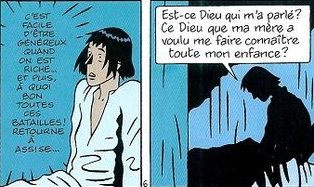 C'EST
FACILE
D'ÊTRE
GÉNÉREUX
QUAND
ON EST
RICHE...
ET PUIS,
À QUOI
BON
TOUTES
CES
BATAILLES!
RETOURNE
À
ASSISE...
Est-ce Dieu qui m'a parlé?
Ce Dieu que ma mère a
voulu me faire connaître
toute mon enfance?
6